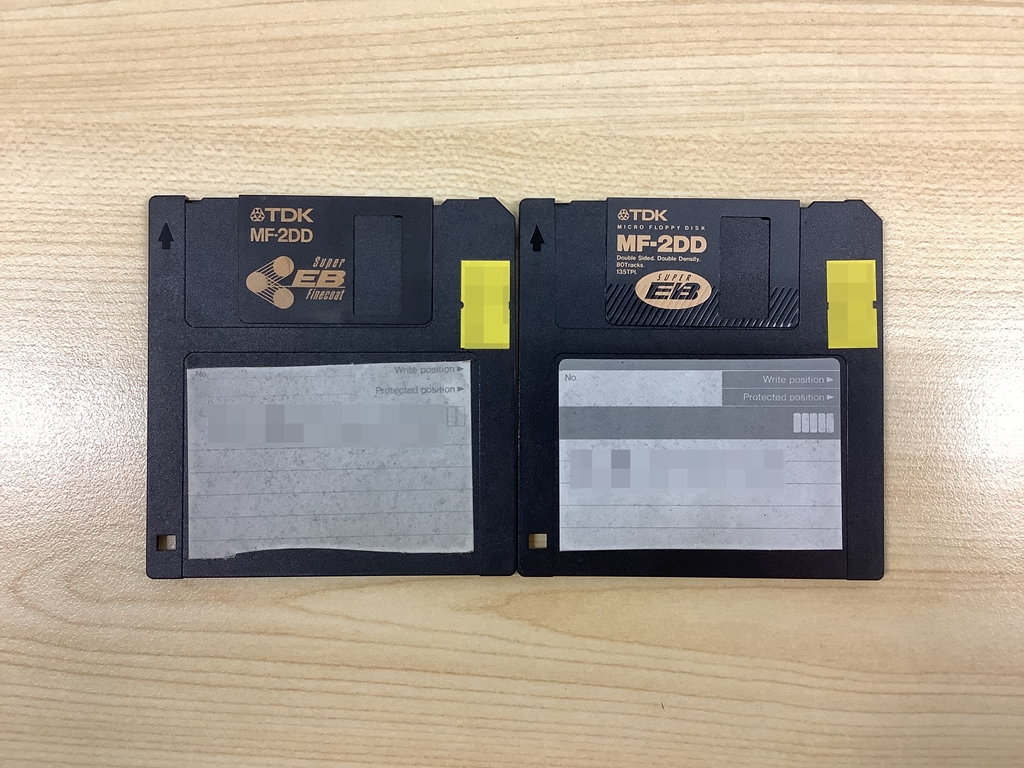 TDK
MF-2DD
Super
EB
Finecoat
No.
Write position ►
Protected position ►
TDK
MICRO FLOPPY DISK
MF-2DD
Double Sided. Double Density.
80Tracks.
135TPI.
SUPER
EB
No.
Write position ►
Protected position ►